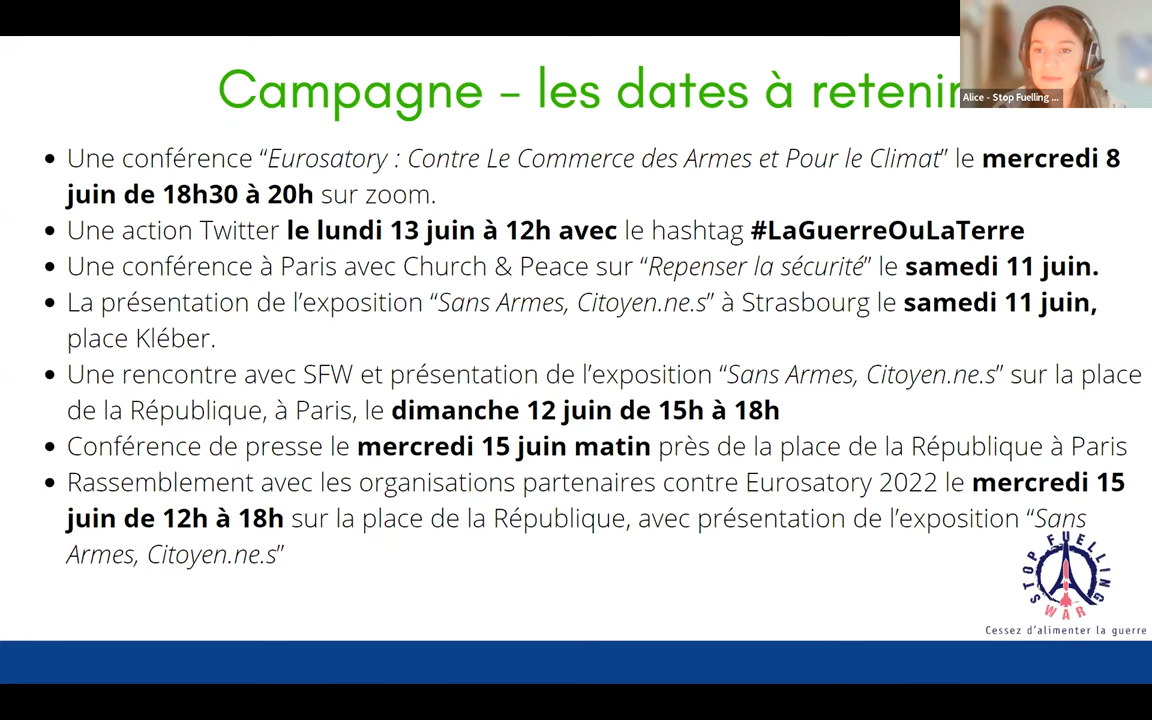 Campagne - les dates à retenir
Alice - Stop Fuelling ...
• Une conférence “Eurosatory : Contre Le Commerce des Armes et Pour le Climat” le mercredi 8
juin de 18h30 à 20h sur zoom.
• Une action Twitter le lundi 13 juin à 12h avec le hashtag #LaGuerreOuLaTerre
• Une conférence à Paris avec Church & Peace sur “Repenser la sécurité” le samedi 11 juin.
• La présentation de l’exposition “Sans Armes, Citoyen.ne.s” à Strasbourg le samedi 11 juin,
place Kléber.
• Une rencontre avec SFW et présentation de l’exposition “Sans Armes, Citoyen.ne.s” sur la place
de la République, à Paris, le dimanche 12 juin de 15h à 18h
• Conférence de presse le mercredi 15 juin matin près de la place de la République à Paris
• Rassemblement avec les organisations partenaires contre Eurosatory 2022 le mercredi 15
juin de 12h à 18h sur la place de la République, avec présentation de l’exposition “Sans
Armes, Citoyen.ne.s”
STOP FUELLING
WAR
Cessez d’alimenter la guerre